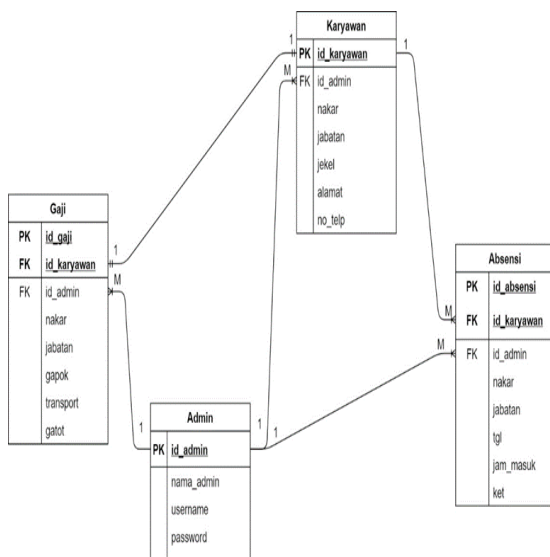 Karyawan
PK id_karyawan
FK id_admin
nakar
jabatan
jekel
alamat
no_telp
1
M
1
Gaji
PK id_gaji
FK id_karyawan
FK id_admin
nakar
jabatan
gapok
transport
gatot
1
M
Absensi
PK id_absensi
FK id_karyawan
FK id_admin
nakar
jabatan
tgl
jam_masuk
ket
M
M
Admin
PK id_admin
nama_admin
username
password
1
1
1